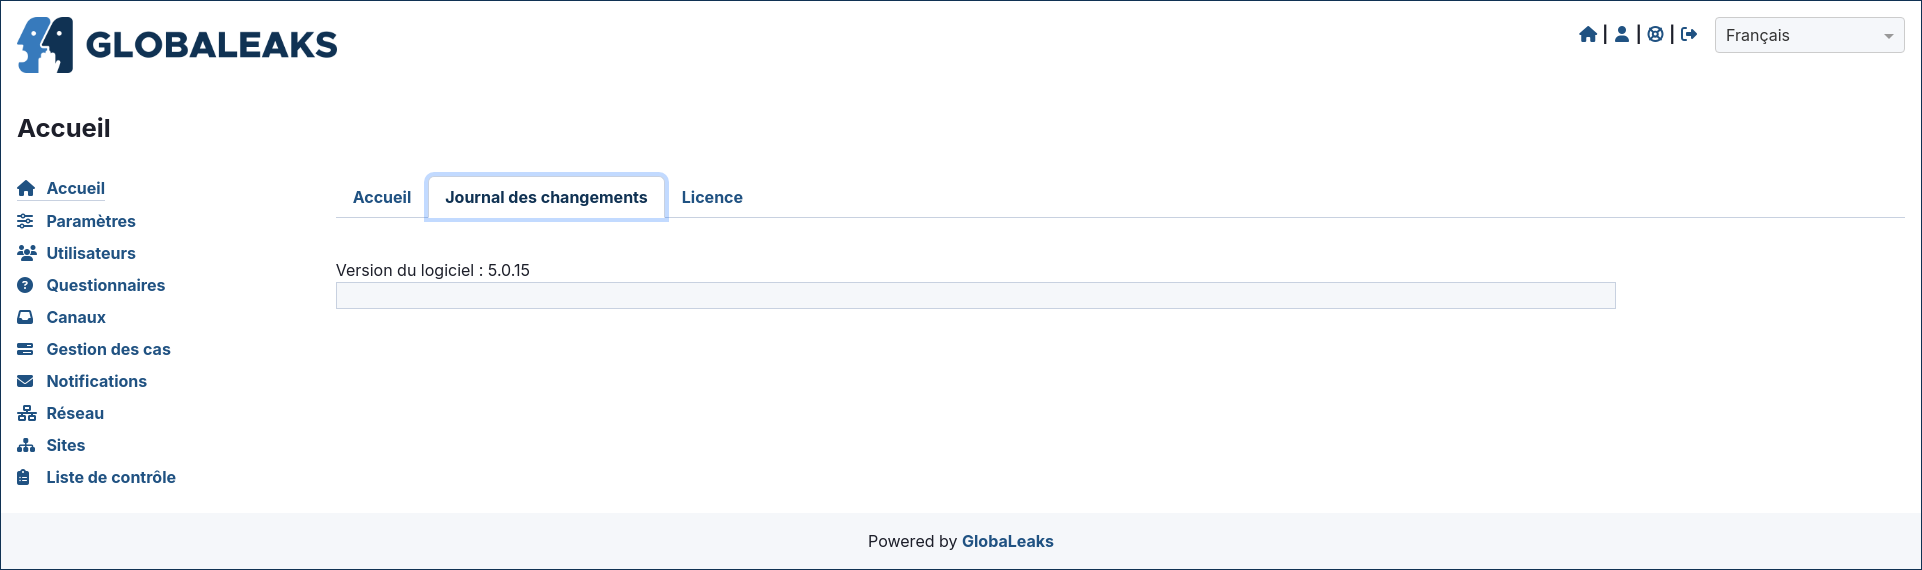 GLOBALEAKS
| | |
Français
Accueil
Accueil
Paramètres
Utilisateurs
Questionnaires
Canaux
Gestion des cas
Notifications
Réseau
Sites
Liste de contrôle
Accueil Journal des changements Licence
Version du logiciel : 5.0.15
Powered by GlobaLeaks